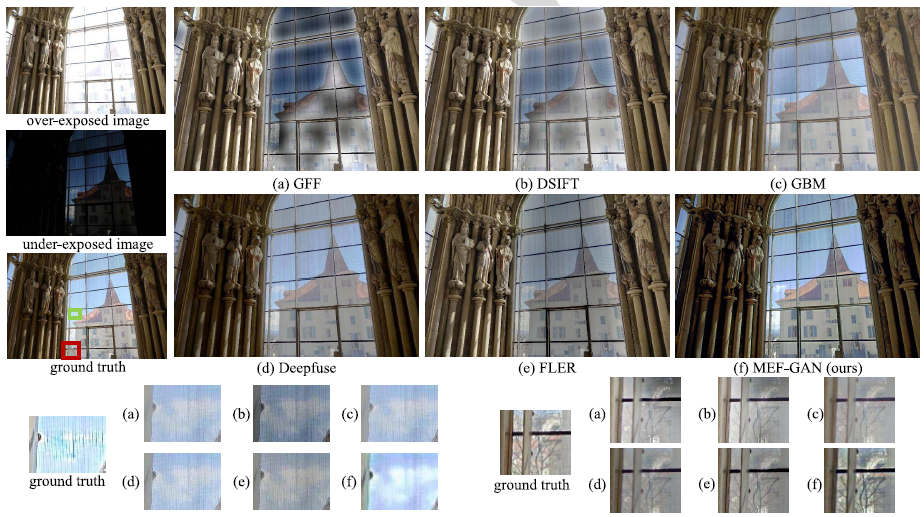 over-exposed image
under-exposed image
ground truth
(a) GFF
(b) DSIFT
(c) GBM
(d) Deepfuse
(e) FLER
(f) MEF-GAN (ours)
ground truth
(a)
(b)
(c)
(d)
(e)
(f)
ground truth
(a)
(b)
(c)
(d)
(e)
(f)